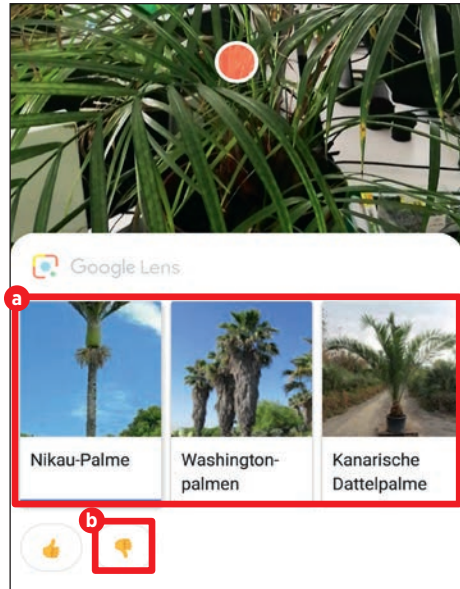 Google Lens
a
Nikau-Palme
Washington-
palmen
Kanarische
Dattelpalme
b